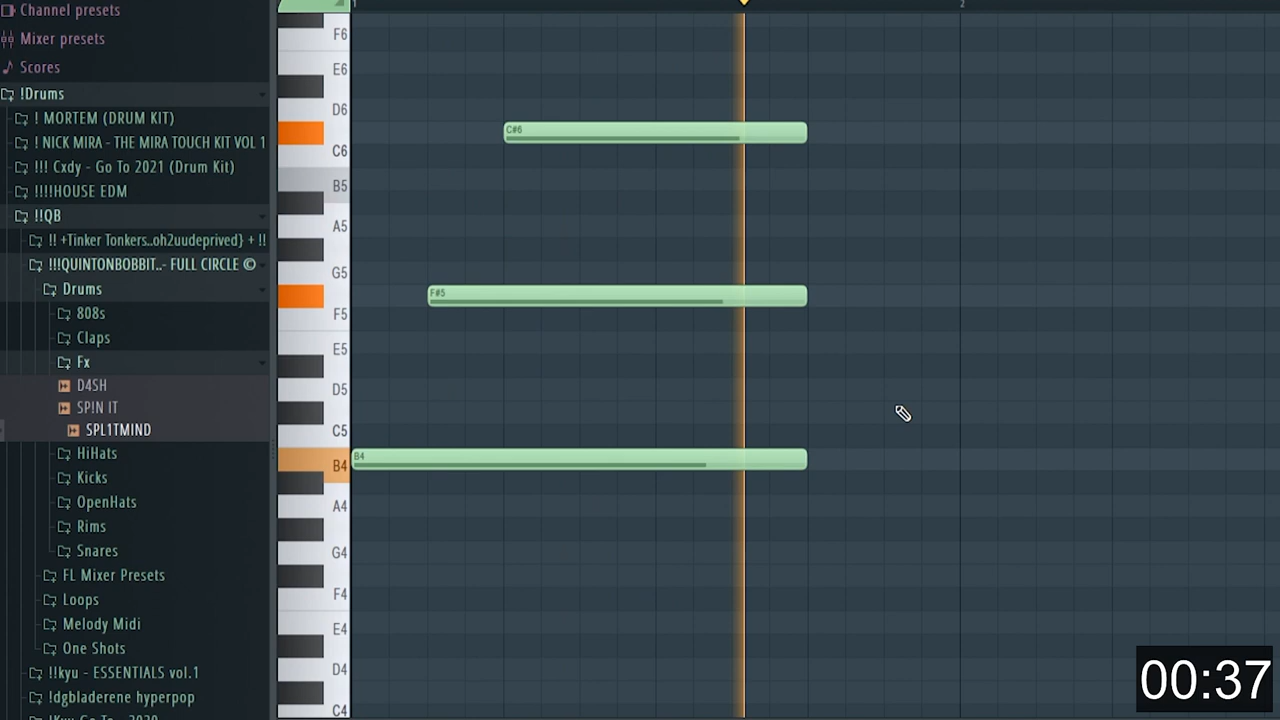 Channel presets
Mixer presets
Scores
!Drums
! MORTEM (DRUM KIT)
! NICK MIRA - THE MIRA TOUCH KIT VOL 1
!!! Cxdy - Go To 2021 (Drum Kit)
!!!!HOUSE EDM
!!QB
!! +Tinker Tonkers..oh2uudeprived} + !!
!!!QUINTONBOBBIT..- FULL CIRCLE ©
Drums
808s
Claps
Fx
D4SH
SPIN IT
SPL1TMIND
HiHats
Kicks
OpenHats
Rims
Snares
FL Mixer Presets
Loops
Melody Midi
One Shots
!!kyu - ESSENTIALS vol.1
!dgbladerene hyperpop
1
2
F6
E6
D6
C#6
C6
B5
A5
G5
F#5
F5
E5
D5
C5
B4
B4
A4
G4
F4
E4
D4
C4
00:37